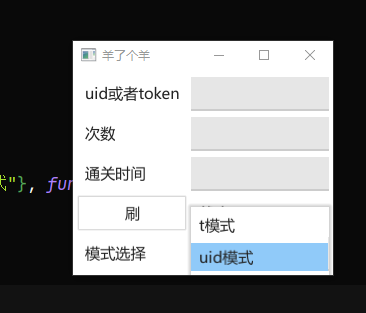 羊了个羊
uid或者token
次数
式"}, fun
通关时间
刷
t模式
模式选择
uid模式